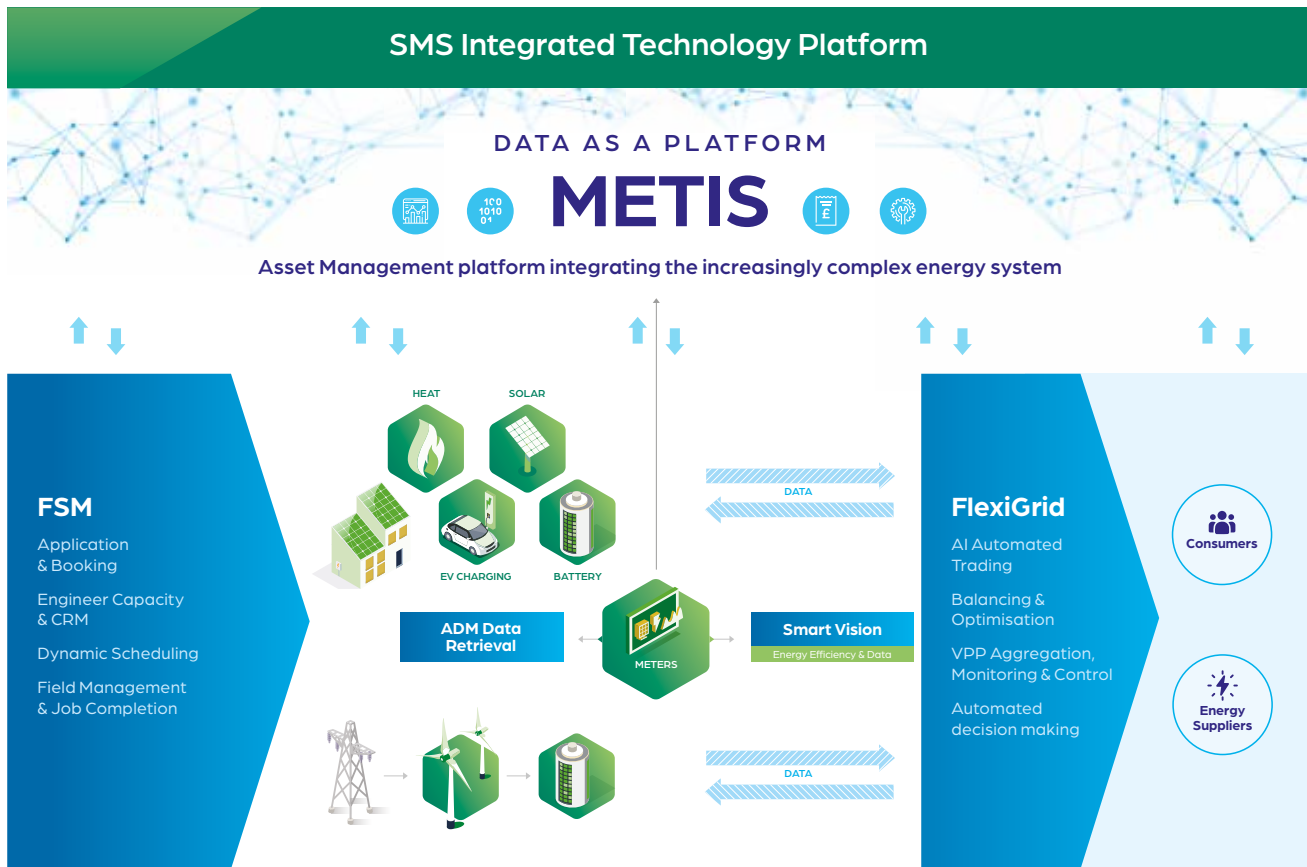 SMS Integrated Technology Platform
DATA AS A PLATFORM
100
1010
01
METIS
£
Asset Management platform integrating the increasingly complex energy system
FSM
Application
& Booking
Engineer Capacity
& CRM
Dynamic Scheduling
Field Management
& Job Completion
HEAT
SOLAR
EV CHARGING
BATTERY
ADM Data
Retrieval
METERS
Smart Vision
Energy Efficiency & Data
DATA
DATA
FlexiGrid
AI Automated
Trading
Balancing &
Optimisation
VPP Aggregation,
Monitoring & Control
Automated
decision making
Consumers
Energy
Suppliers